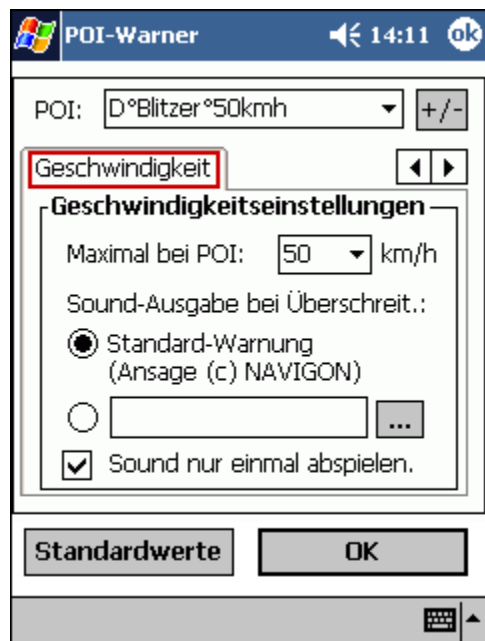 POI-Warner 14:11 ok
POI: D°Blitzer°50kmh +/-
Geschwindigkeit
Geschwindigkeitseinstellungen
Maximal bei POI: 50 km/h
Sound-Ausgabe bei Überschreit.:
Standard-Warnung
(Ansage (c) NAVIGON)
...
Sound nur einmal abspielen.
Standardwerte OK